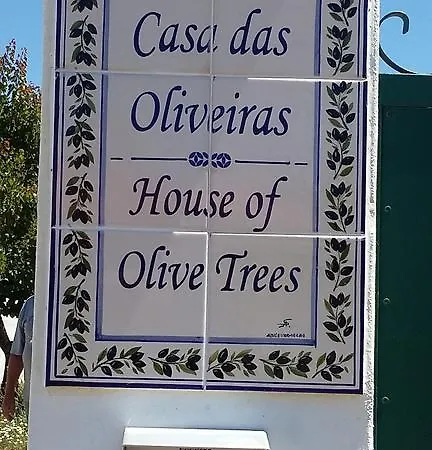 Casa das
Oliveiras
House of
Olive Trees